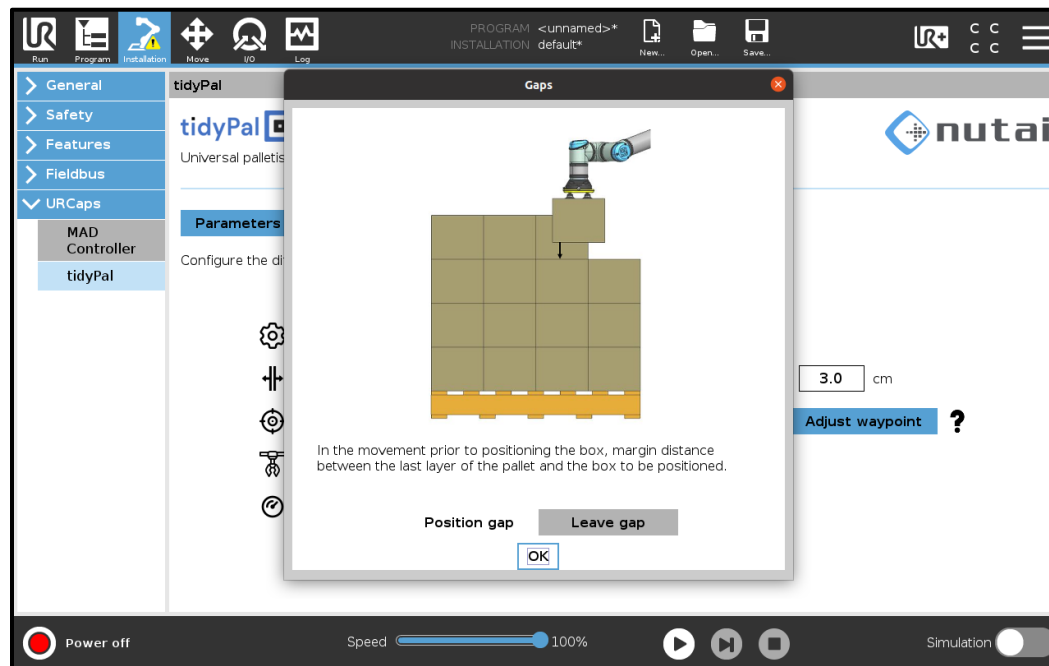 PROGRAM <unnamed>*
INSTALLATION default*
Run
Program
Installation
Move
I/O
Log
New...
Open...
Save...
UR+
C C
C C
General
Safety
Features
Fieldbus
URCaps
MAD
Controller
tidyPal
tidyPal
tidyPal
nutai
Universal palletis
Parameters
Configure the di
3.0 cm
Adjust waypoint ?
Gaps
In the movement prior to positioning the box, margin distance
between the last layer of the pallet and the box to be positioned.
Position gap Leave gap
OK
Power off
Speed 100%
Simulation